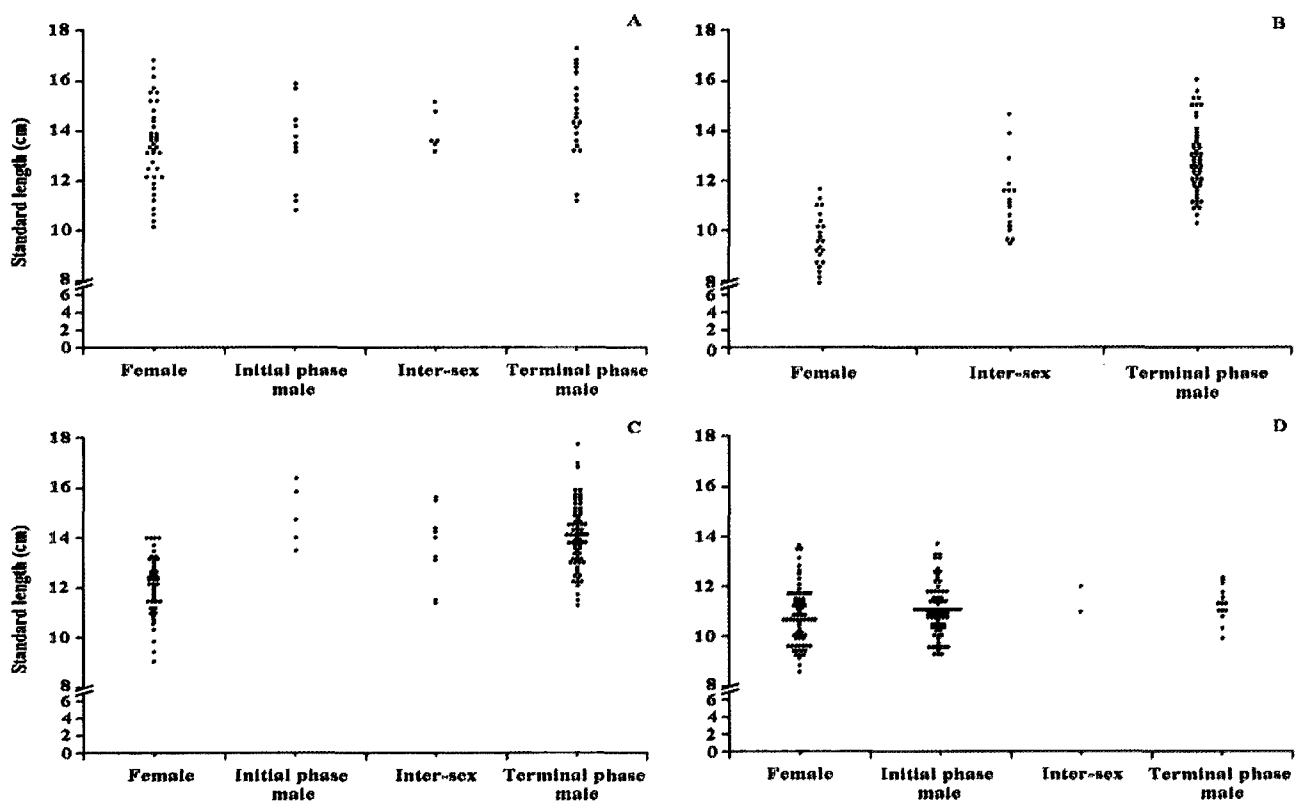 A
18
16
14
12
10
8
6
4
2
0
Standard length (cm)
Female
Initial phase male
Inter-sex
Terminal phase male
B
18
16
14
12
10
8
6
4
2
0
Female
Inter-sex
Terminal phase male
C
18
16
14
12
10
8
6
4
2
0
Standard length (cm)
Female
Initial phase male
Inter-sex
Terminal phase male
D
18
16
14
12
10
8
6
4
2
0
Female
Initial phase male
Inter-sex
Terminal phase male